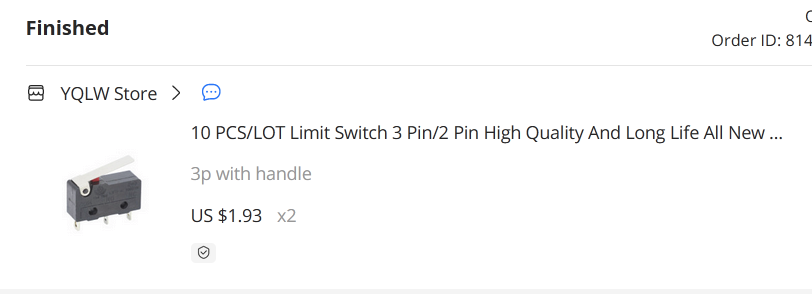 Finished
Order ID: 814
YQLW Store
10 PCS/LOT Limit Switch 3 Pin/2 Pin High Quality And Long Life All New ...
3p with handle
US $1.93 x2